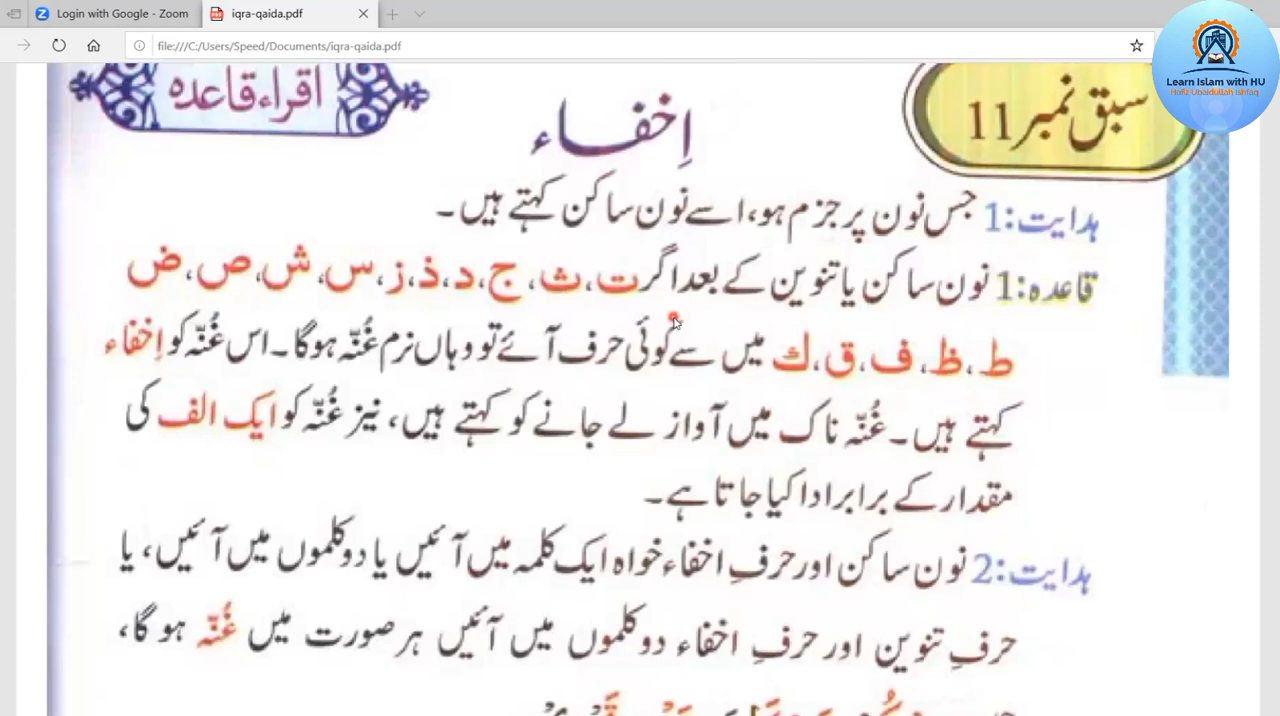 Login with Google - Zoom
iqra-qaida.pdf
file:///C:/Users/Speed/Documents/iqra-qaida.pdf
Learn Islam with HU
Hafiz Ubaidullah Ishfaq
اقراء قاعدہ
سبق نمبر 11
اِخفاء
ہدایت:1 جس نون پر جزم ہو، اسے نون ساکن کہتے ہیں۔
قاعدہ:1 نون ساکن یا تنوین کے بعد اگر ت، ث، ج، د، ذ، ز، س، ش، ص، ض
ط، ظ، ف، ق، ك میں سے کوئی حرف آئے تو وہاں نرم غُنّہ ہوگا۔ اس غُنّہ کو اِخفاء
کہتے ہیں۔ غُنّہ ناک میں آواز لے جانے کو کہتے ہیں، نیز غُنّہ کو ایک الف کی
مقدار کے برابر ادا کیا جاتا ہے۔
ہدایت:2 نون ساکن اور حرفِ اخفاء خواہ ایک کلمہ میں آئیں یا دو کلموں میں آئیں، یا
حرفِ تنوین اور حرفِ اخفاء دو کلموں میں آئیں ہر صورت میں غُنّہ ہو گا،